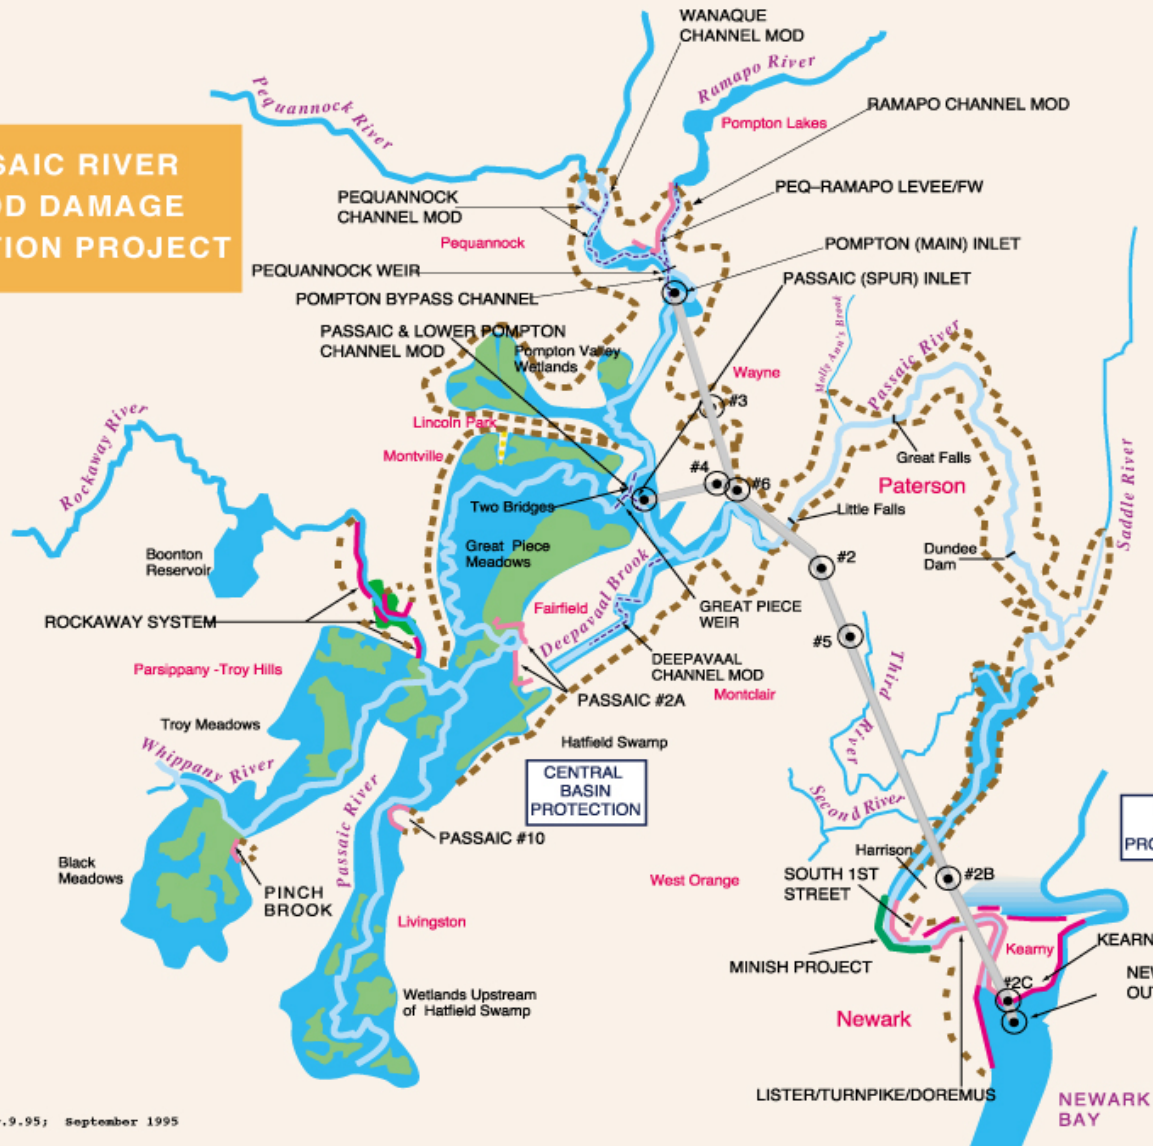 WANAQUE
CHANNEL MOD
Ramapo River
Pequannock River
RAMAPO CHANNEL MOD
Pompton Lakes
SAIC RIVER
OD DAMAGE
TION PROJECT
PEQUANNOCK
CHANNEL MOD
PEQ-RAMAPO LEVEE/FW
Pequannock
POMPTON (MAIN) INLET
PEQUANNOCK WEIR
PASSAIC (SPUR) INLET
POMPTON BYPASS CHANNEL
PASSAIC & LOWER POMPTON
CHANNEL MOD
Pompton Valley
Wetlands
Molly Ann's Brook
Passaic River
Wayne
#3
Rockaway River
Lincoln Park
Montville
Great Falls
Saddle River
#4
#6
Paterson
Two Bridges
Little Falls
Great Piece
Meadows
Boonton
Reservoir
Dundee
Dam
#2
Deepavaal Brook
Fairfield
GREAT PIECE
WEIR
ROCKAWAY SYSTEM
#5
Parsippany -Troy Hills
DEEPAVAAL
CHANNEL MOD
Third
River
PASSAIC #2A
Montclair
Troy Meadows
Hatfield Swamp
Whippany River
CENTRAL
BASIN
PROTECTION
Passaic River
Second River
PASSAIC #10
PRO
Harrison
Black
Meadows
SOUTH 1ST
STREET
#2B
West Orange
PINCH
BROOK
Livingston
Kearny
KEARN
MINISH PROJECT
NEW
OUT
#2C
Wetlands Upstream
of Hatfield Swamp
Newark
LISTER/TURNPIKE/DOREMUS
NEWARK
BAY
.9.95; September 1995